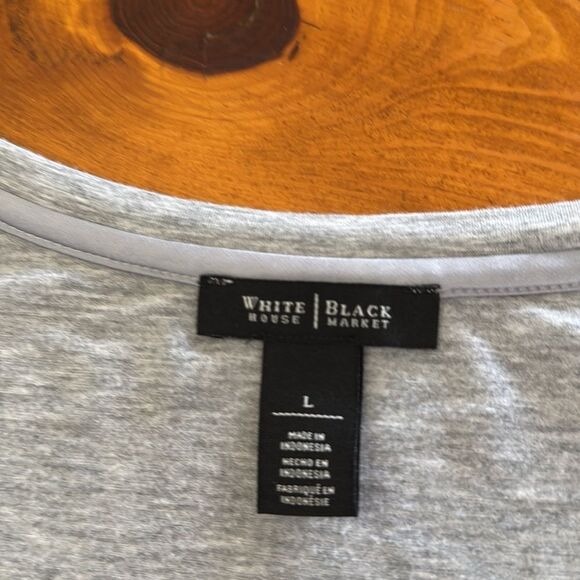 WHITE | BLACK
HOUSE | MARKET
L
MADE IN
INDONESIA
HECHO EN
INDONESIA
FABRIQUÉ EN
INDONÉSIE